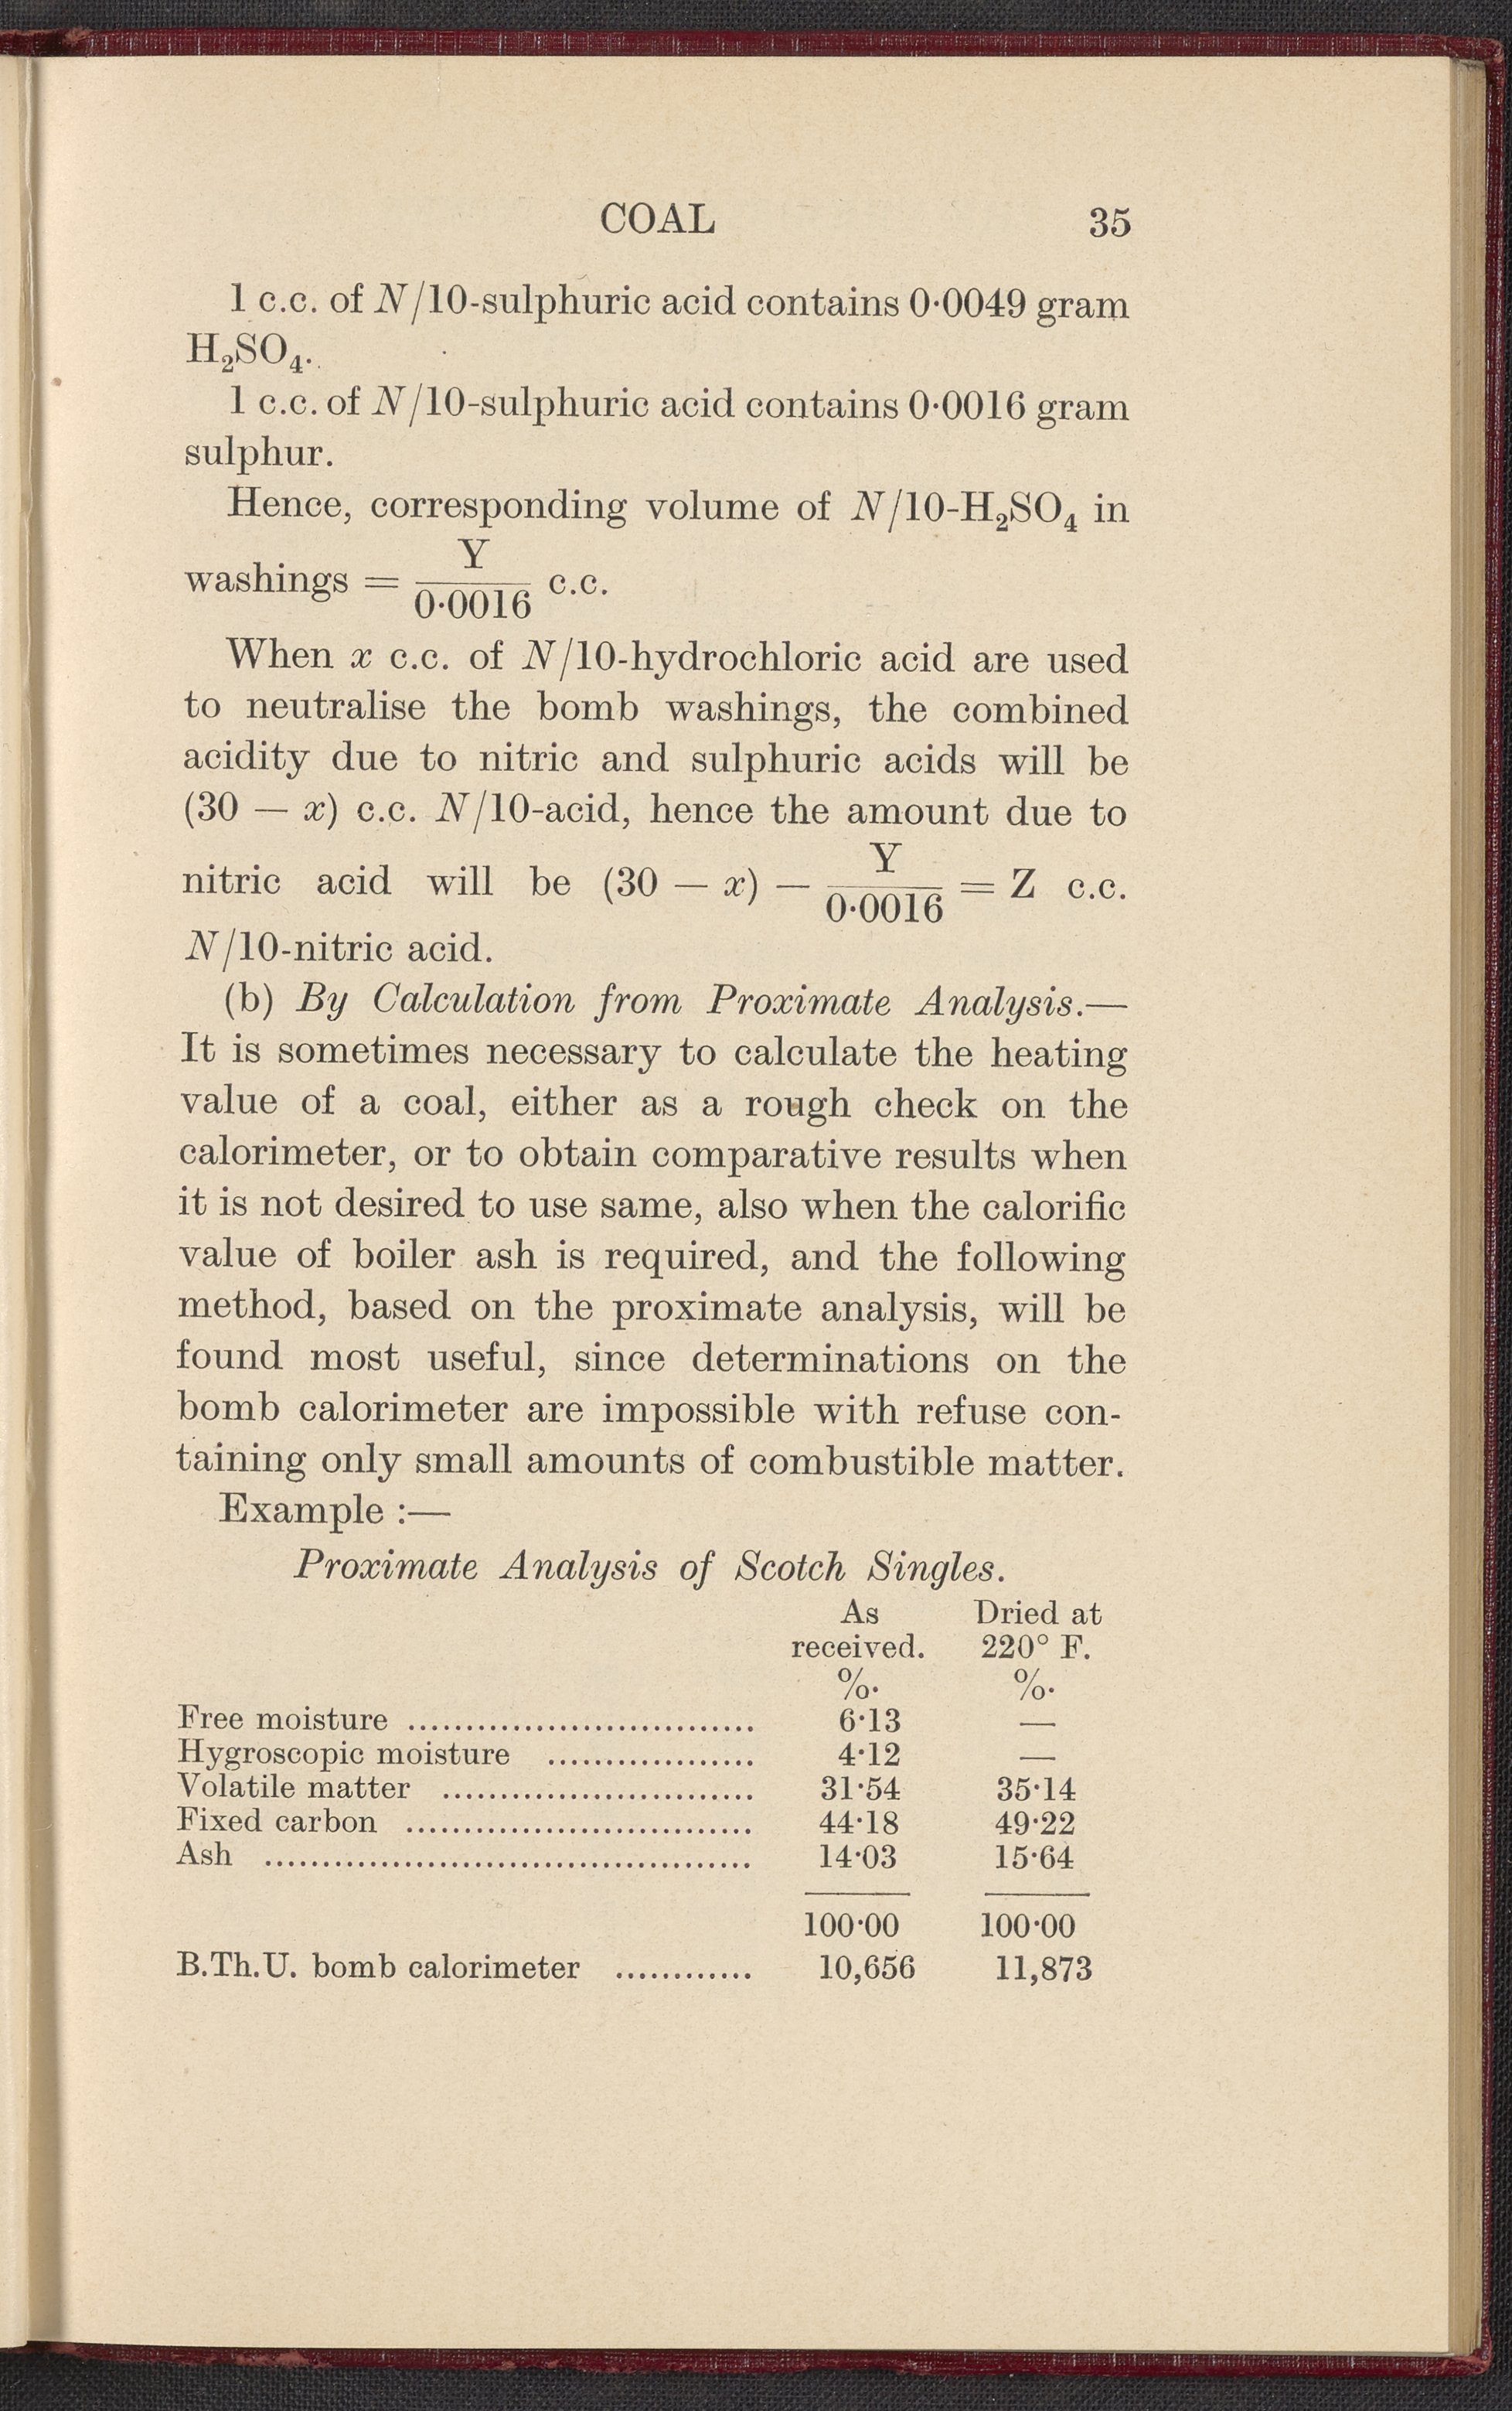 COAL 35
1 c.c. of N/10-sulphuric acid contains 0·0049 gram
H₂SO₄.
1 c.c. of N/10-sulphuric acid contains 0·0016 gram
sulphur.
Hence, corresponding volume of N/10-H₂SO₄ in
washings = Y/0·0016 c.c.
When x c.c. of N/10-hydrochloric acid are used
to neutralise the bomb washings, the combined
acidity due to nitric and sulphuric acids will be
(30 — x) c.c. N/10-acid, hence the amount due to
nitric acid will be (30 — x) — Y/0·0016 = Z c.c.
N/10-nitric acid.
(b) By Calculation from Proximate Analysis.—
It is sometimes necessary to calculate the heating
value of a coal, either as a rough check on the
calorimeter, or to obtain comparative results when
it is not desired to use same, also when the calorific
value of boiler ash is required, and the following
method, based on the proximate analysis, will be
found most useful, since determinations on the
bomb calorimeter are impossible with refuse con-
taining only small amounts of combustible matter.
Example :—
Proximate Analysis of Scotch Singles.
As Dried at
received. 220° F.
%. %.
Free moisture .............................. 6·13 —
Hygroscopic moisture .................. 4·12 —
Volatile matter ........................... 31·54 35·14
Fixed carbon .............................. 44·18 49·22
Ash .......................................... 14·03 15·64
100·00 100·00
B.Th.U. bomb calorimeter ............ 10,656 11,873